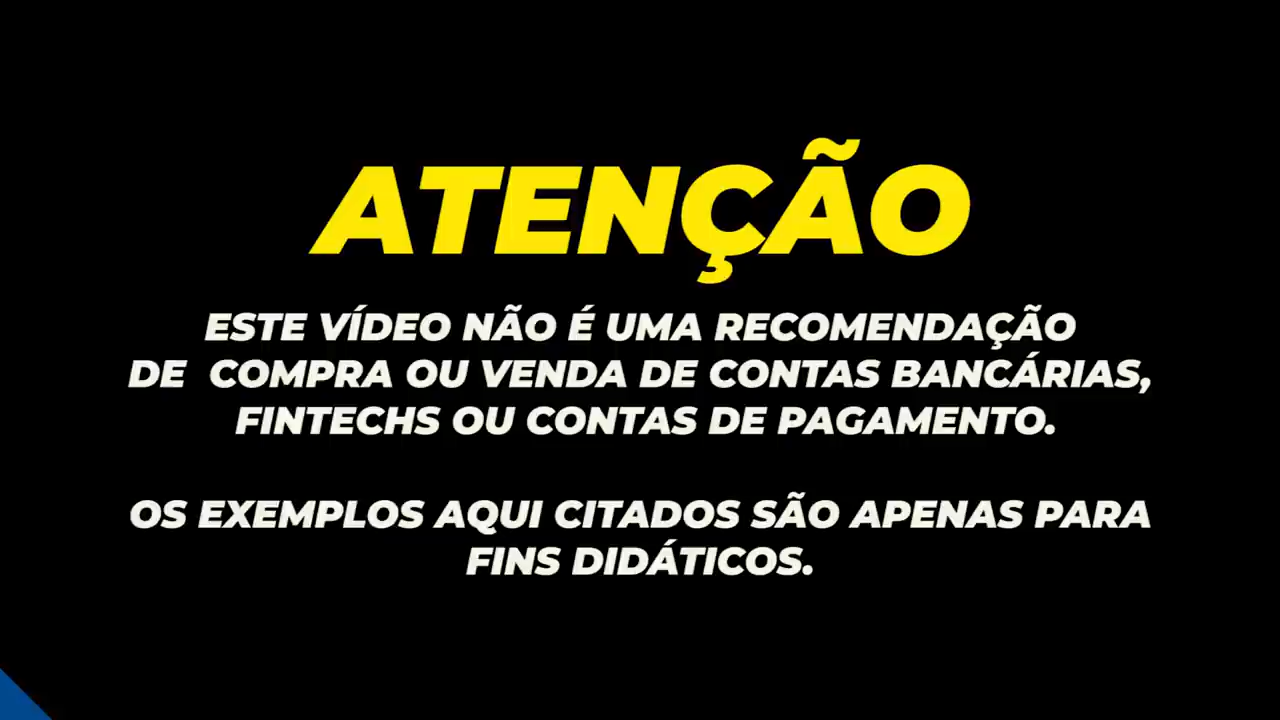 ATENÇÃO
ESTE VÍDEO NÃO É UMA RECOMENDAÇÃO
DE COMPRA OU VENDA DE CONTAS BANCÁRIAS,
FINTECHS OU CONTAS DE PAGAMENTO.
OS EXEMPLOS AQUI CITADOS SÃO APENAS PARA
FINS DIDÁTICOS.